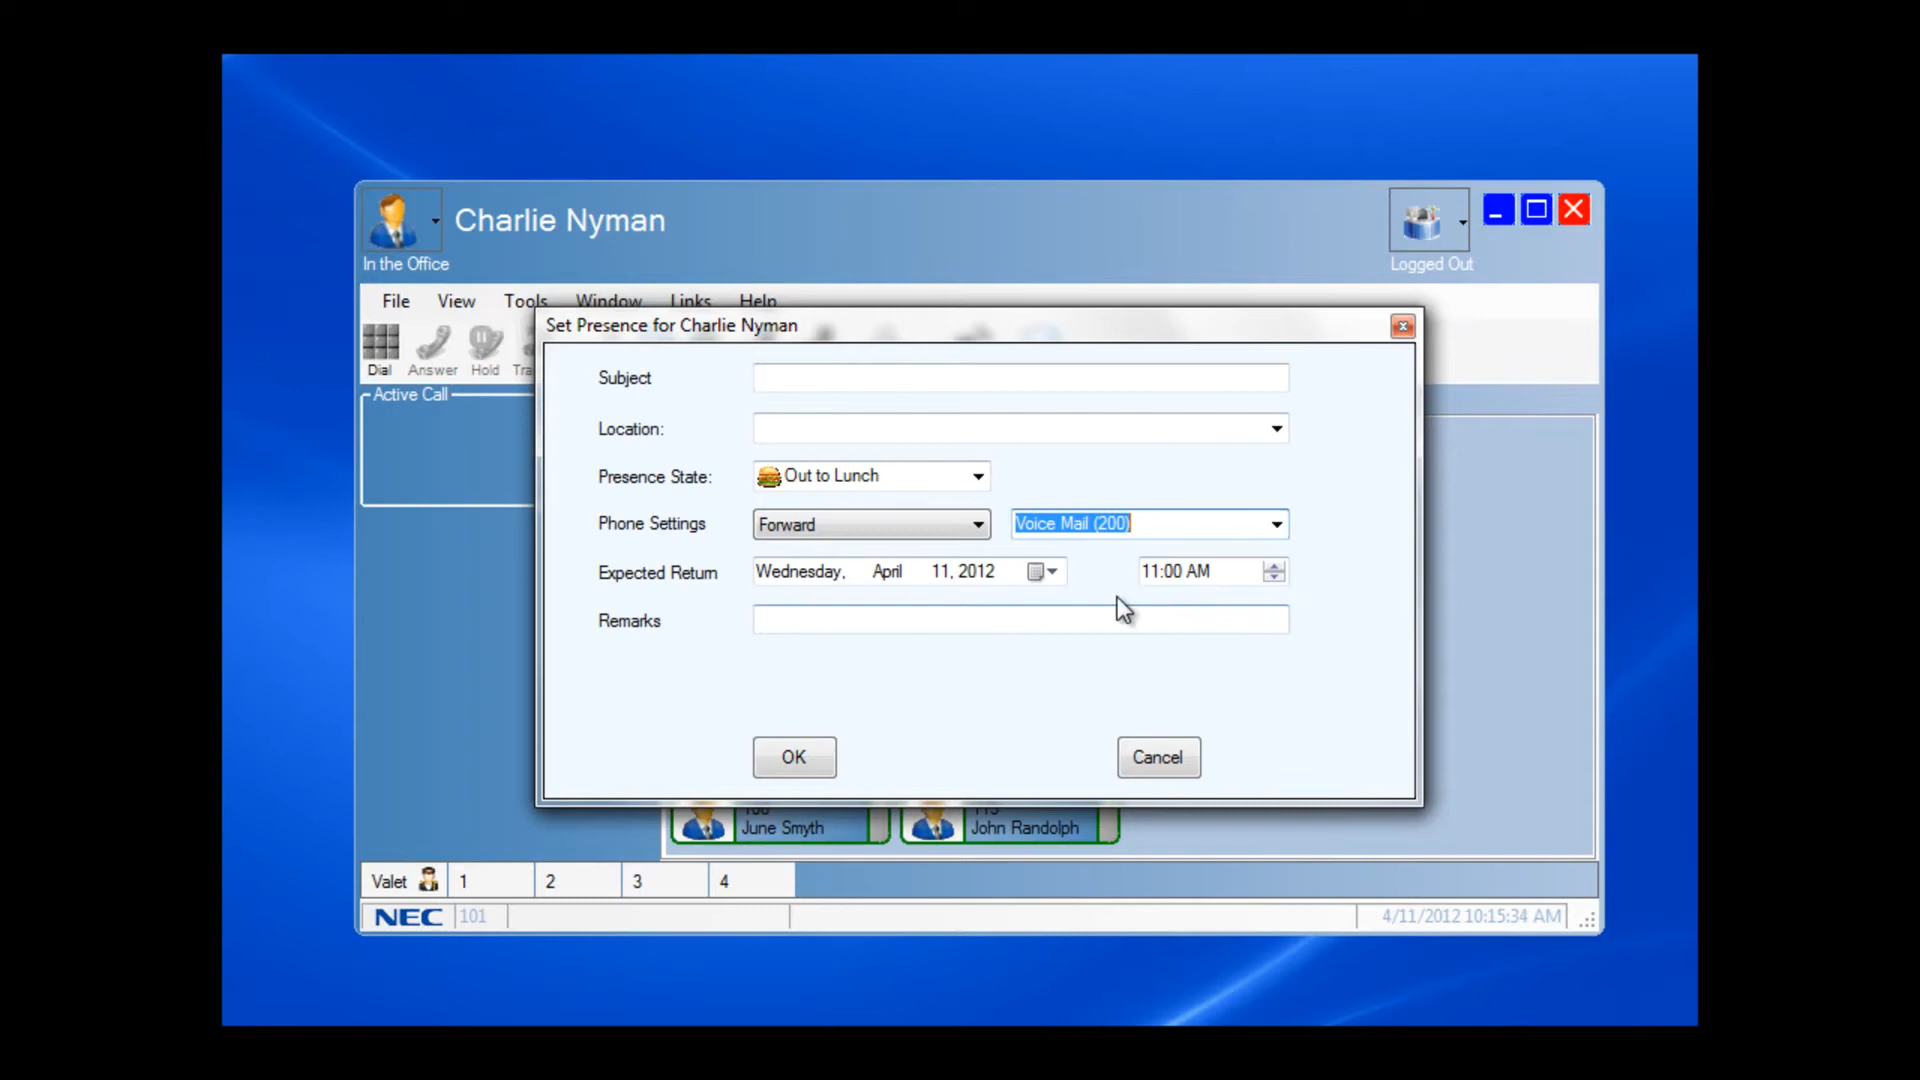 Charlie Nyman
In the Office
Logged Out
File View Tools Window Links Help
Set Presence for Charlie Nyman
Dial Answer Hold
Active Call
Subject
Location:
Presence State: Out to Lunch
Phone Settings Forward Voice Mail (200)
Expected Return Wednesday, April 11, 2012 11:00 AM
Remarks
OK Cancel
June Smyth John Randolph
Valet 1 2 3 4
NEC 101 4/11/2012 10:15:34 AM